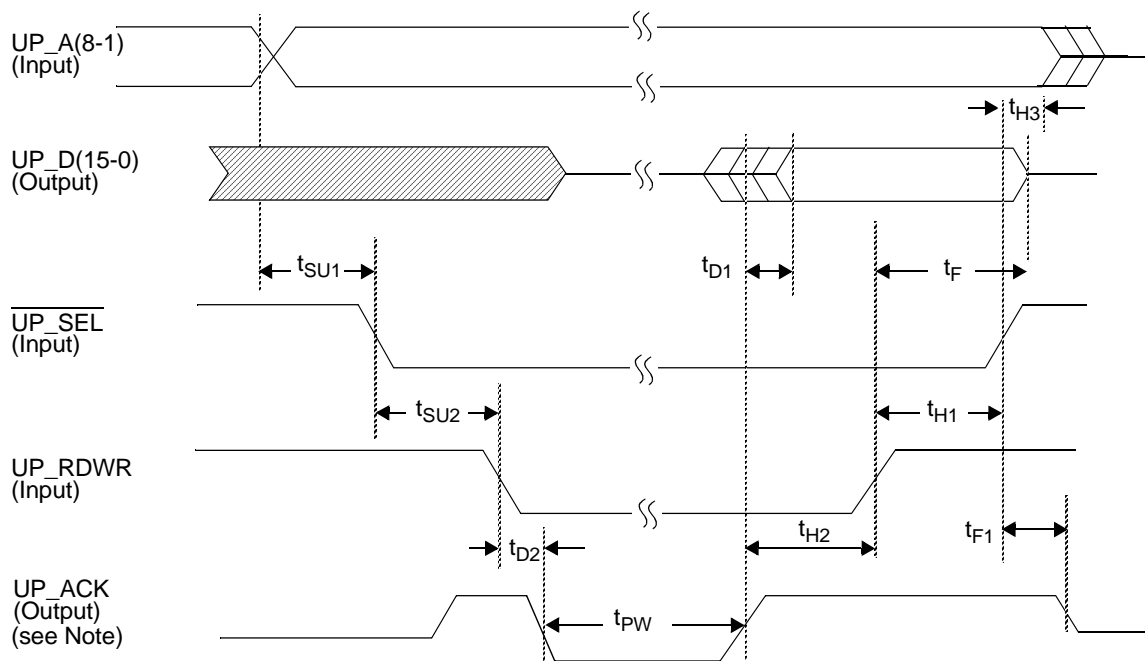 UP_A(8-1)
(Input)
tH3
UP_D(15-0)
(Output)
tSU1
tD1
tF
UP_SEL
(Input)
tSU2
tH1
UP_RDWR
(Input)
tD2
tH2
tF1
UP_ACK
(Output)
(see Note)
tPW